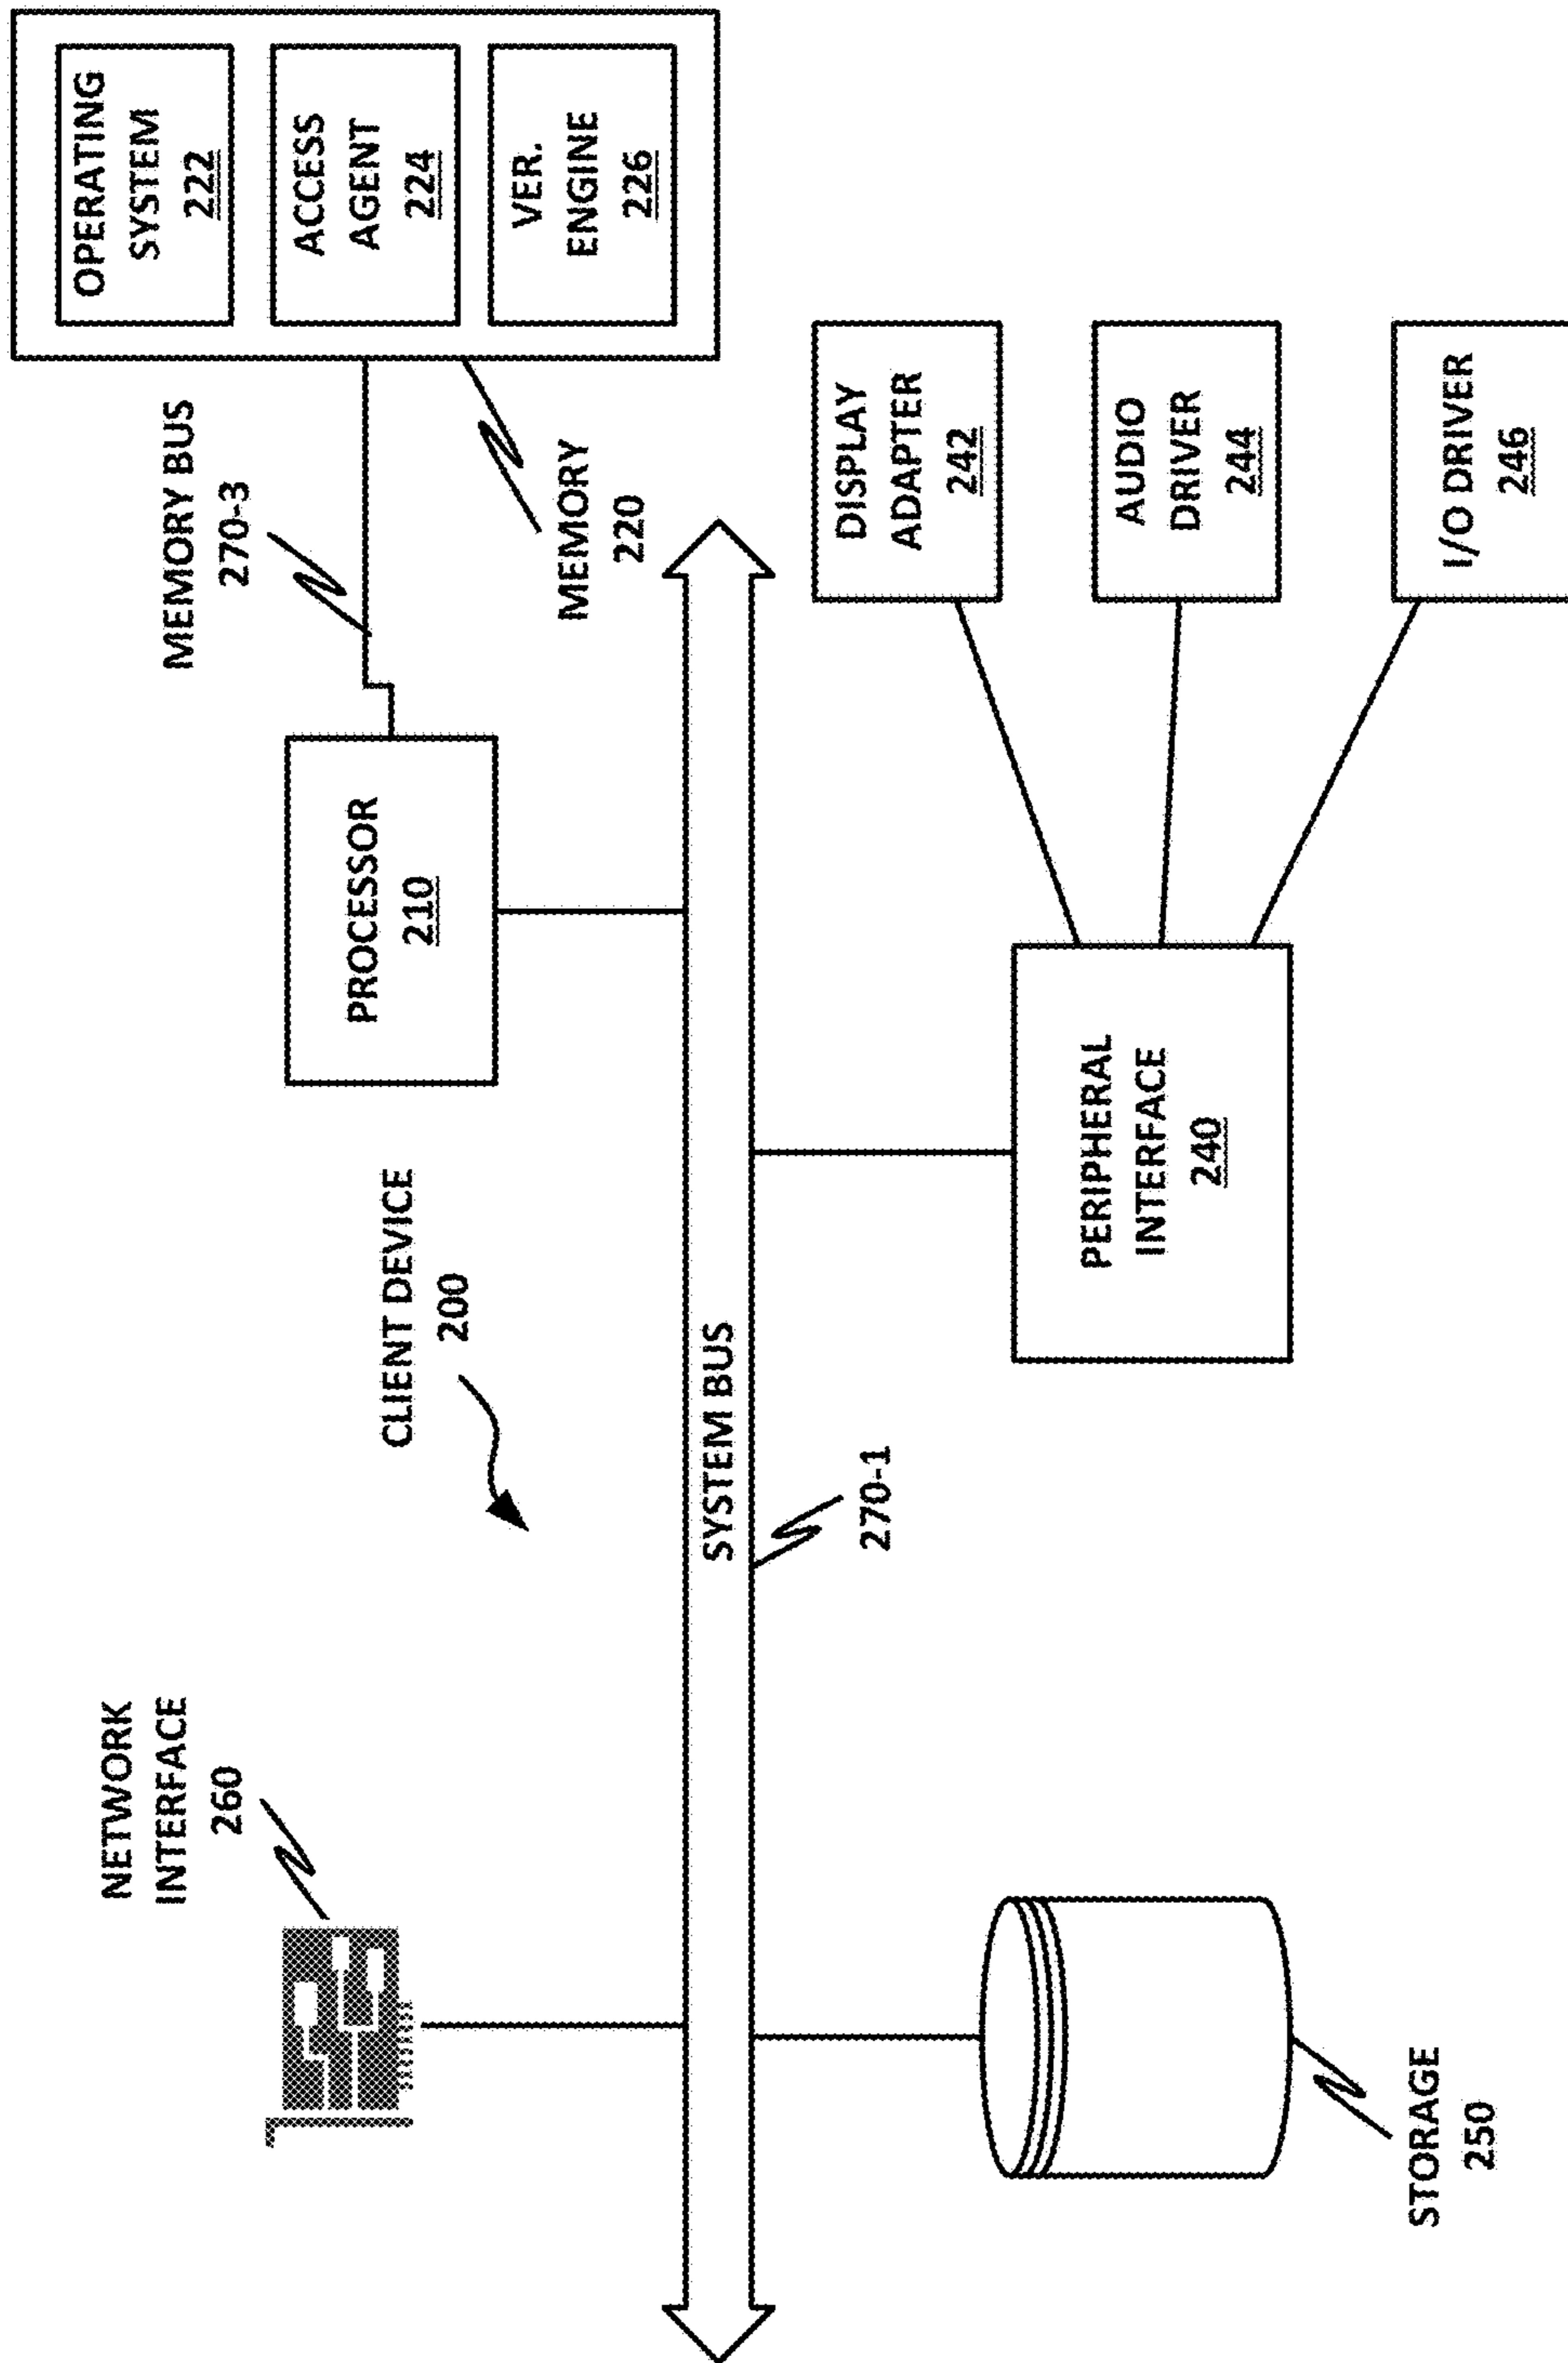 NETWORK
INTERFACE
260
CLIENT DEVICE
200
PROCESSOR
210
MEMORY BUS
270-3
OPERATING
SYSTEM
222
ACCESS
AGENT
224
VER.
ENGINE
226
MEMORY
220
SYSTEM BUS
270-1
STORAGE
250
PERIPHERAL
INTERFACE
240
DISPLAY
ADAPTER
242
AUDIO
DRIVER
244
I/O DRIVER
246